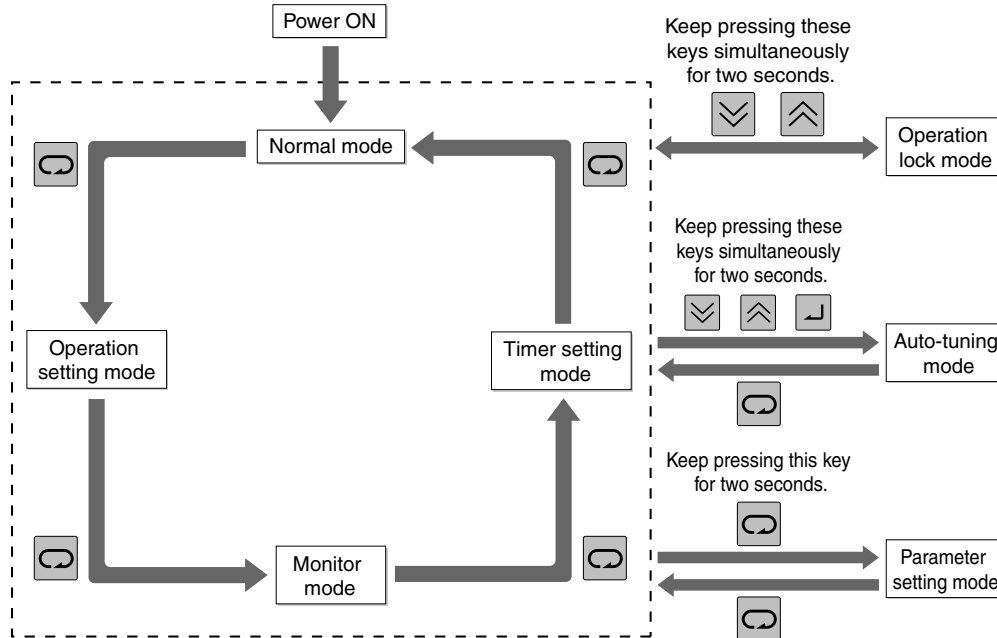 Power ON
Keep pressing these
keys simultaneously
for two seconds.
Normal mode
Operation
lock mode
Keep pressing these
keys simultaneously
for two seconds.
Operation
setting mode
Timer setting
mode
Auto-tuning
mode
Keep pressing this key
for two seconds.
Monitor
mode
Parameter
setting mode